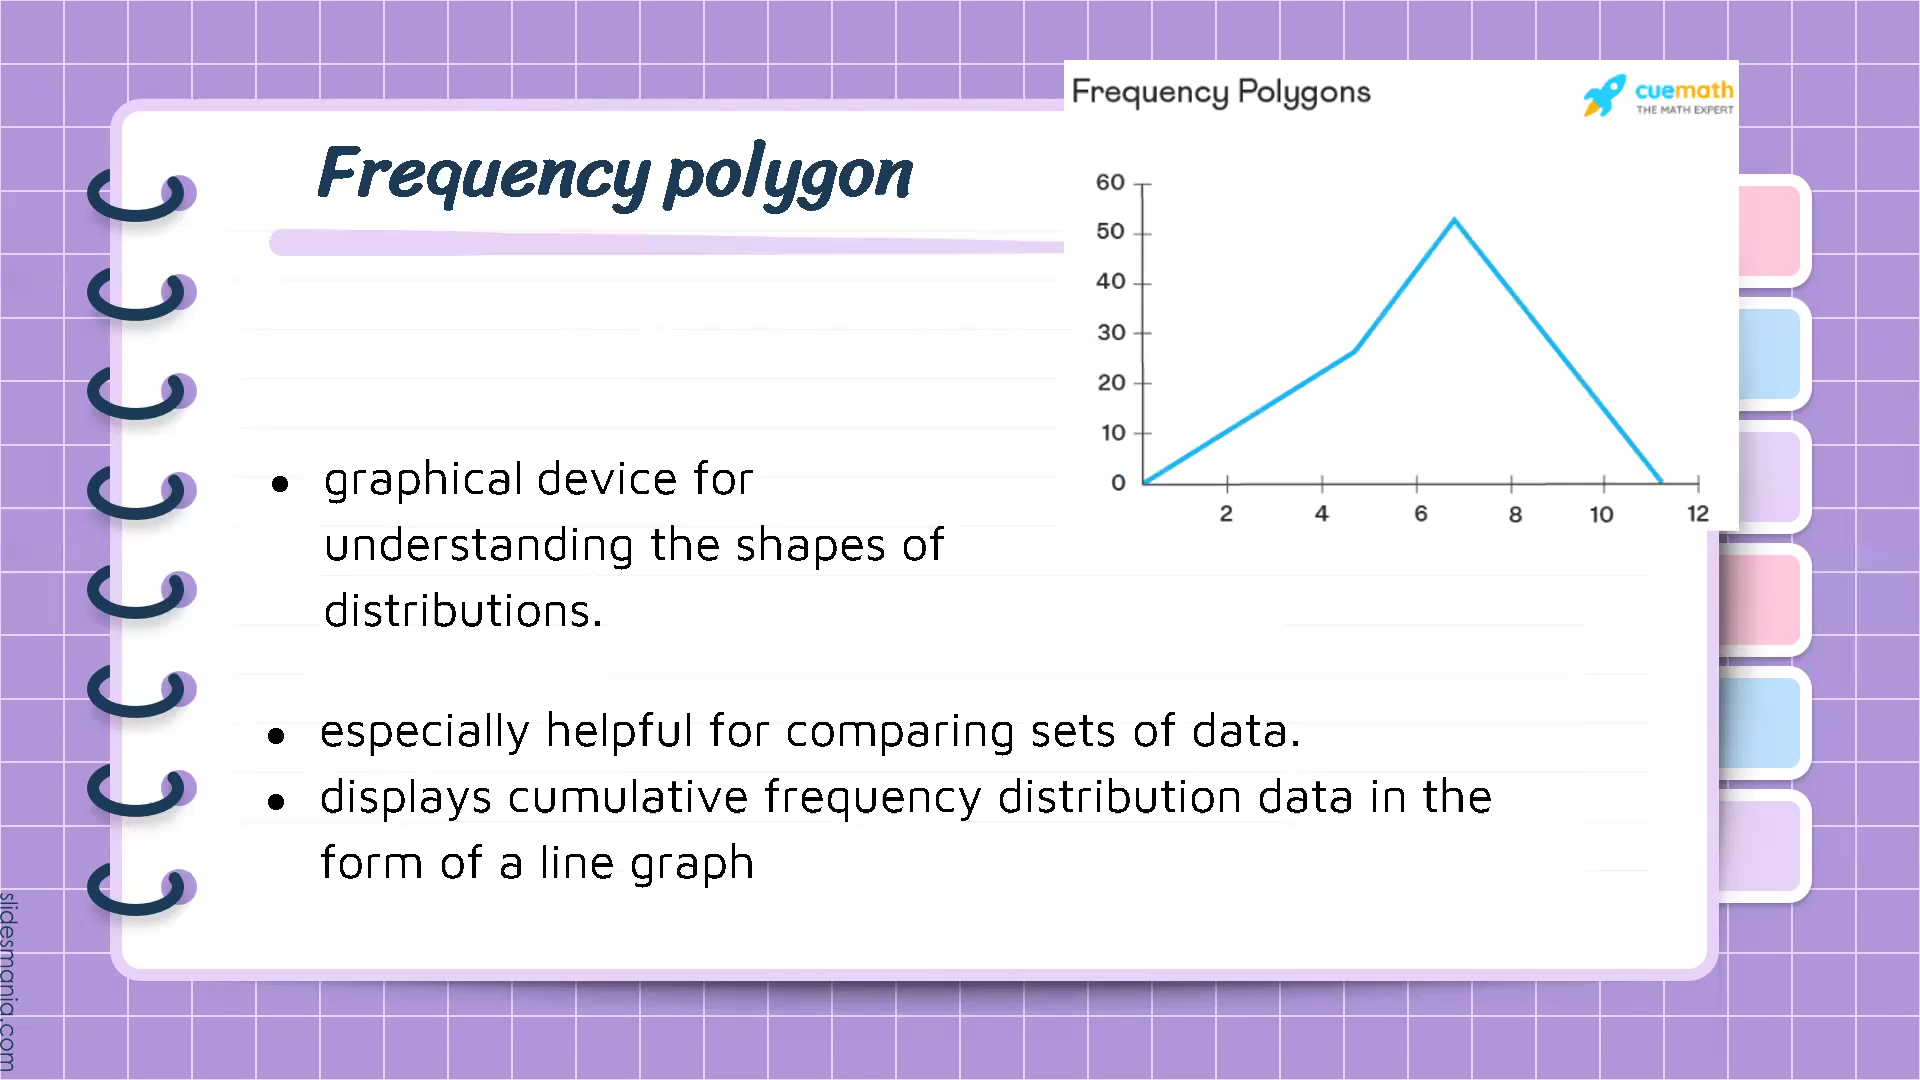 Frequency polygon
Frequency Polygons
cuemath
THE MATH EXPERT
60
50
40
30
20
10
0
2 4 6 8 10 12
● graphical device for
understanding the shapes of
distributions.
● especially helpful for comparing sets of data.
● displays cumulative frequency distribution data in the
form of a line graph
slidesmania.com